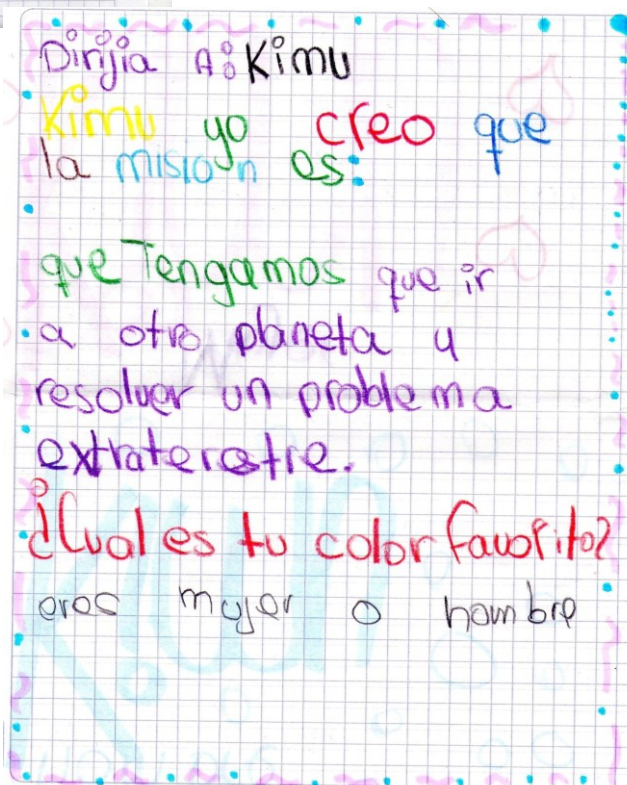 Dirijia A: Kimu
Kimu yo creo que
la mision es:
que Tengamos que ir
a otro planeta y
resolver un problema
extraterestre.
¿Cual es tu color favorito?
eres mujer o hombre